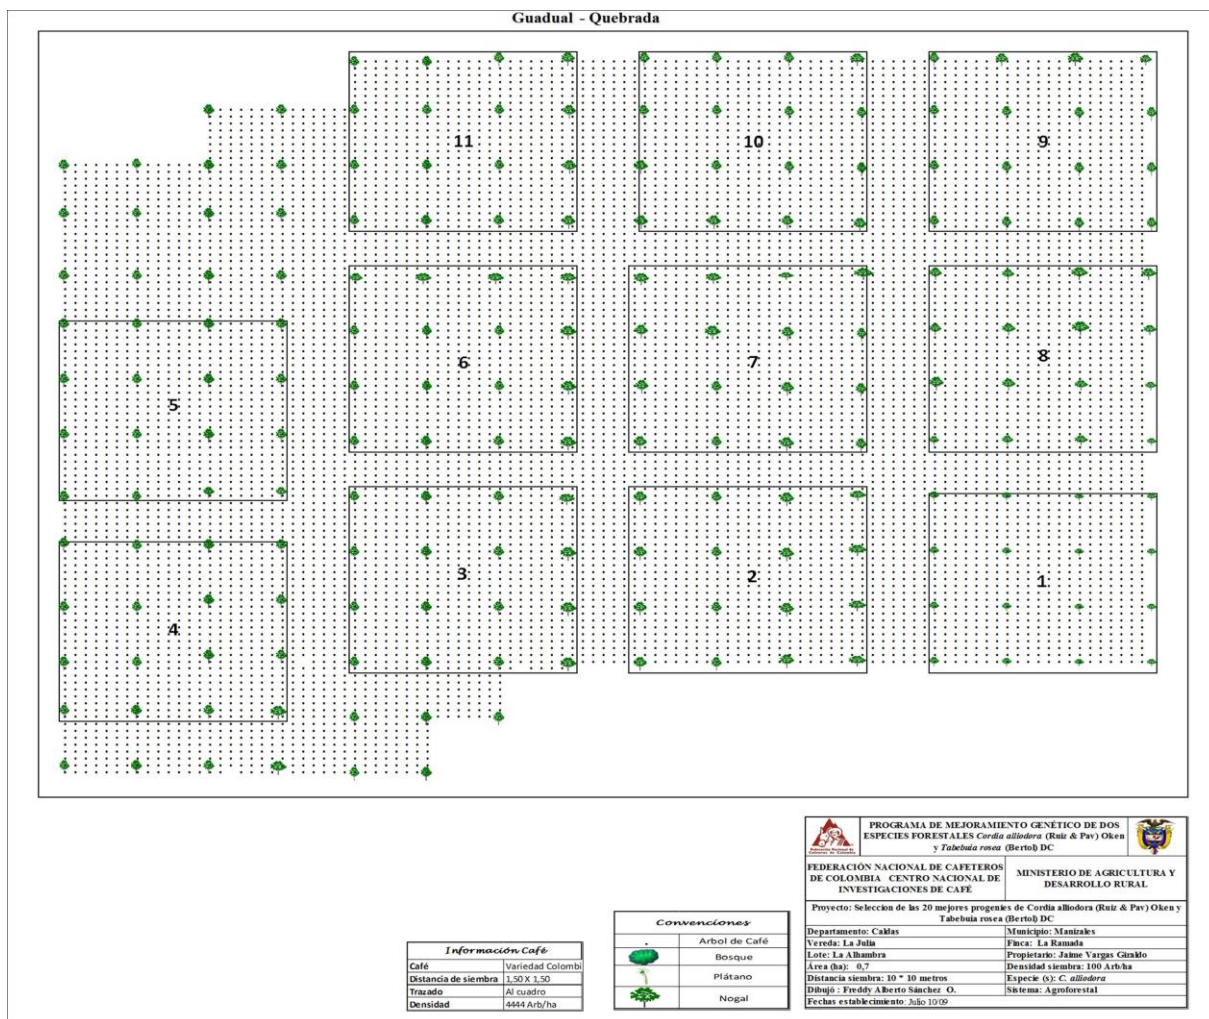 Guadual - Quebrada
11
10
9
5
6
7
8
4
3
2
1
Información Café
Café Variedad Colombi
Distancia de siembra 1,50 X 1,50
Trazado Al cuadro
Densidad 4444 Arb/ha
Convenciones
Arbol de Café
Bosque
Plátano
Nogal
PROGRAMA DE MEJORAMIENTO GENÉTICO DE DOS
ESPECIES FORESTALES Cordia alliodora (Ruiz & Pav) Oken
y Tabebuia rosea (Bertol) DC
FEDERACIÓN NACIONAL DE CAFETEROS
DE COLOMBIA CENTRO NACIONAL DE
INVESTIGACIONES DE CAFÉ
MINISTERIO DE AGRICULTURA Y
DESARROLLO RURAL
Proyecto: Seleccion de las 20 mejores progenies de Cordia alliodora (Ruiz & Pav) Oken y
Tabebuia rosea (Bertol) DC
Departamento: Caldas Municipio: Manizales
Vereda: La Julia Finca: La Ramada
Lote: La Alhambra Propietario: Jaime Vargas Giraldo
Área (ha): 0,7 Densidad siembra: 100 Arb/ha
Distancia siembra: 10 * 10 metros Especie (s): C. alliodora
Dibujó : Freddy Alberto Sánchez O. Sistema: Agroforestal
Fechas establecimiento: Julio 10/09